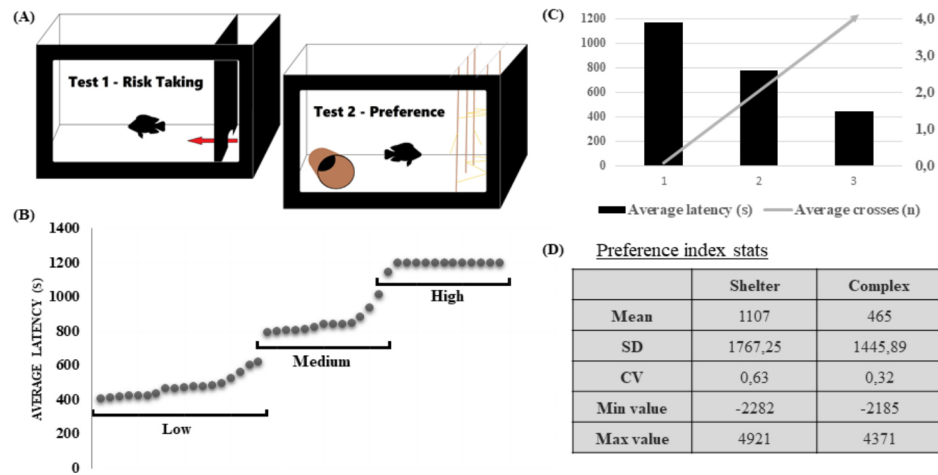 (A)
Test 1 - Risk Taking
Test 2 - Preference
(B)
1400
1200
1000
800
600
400
200
0
AVERAGE LATENCY (S)
Low
Medium
High
(C)
1200
1000
800
600
400
200
0
4,0
3,0
2,0
1,0
0,0
1 2 3
Average latency (s) Average crosses (n)
(D) Preference index stats
Shelter Complex
Mean 1107 465
SD 1767,25 1445,89
CV 0,63 0,32
Min value -2282 -2185
Max value 4921 4371